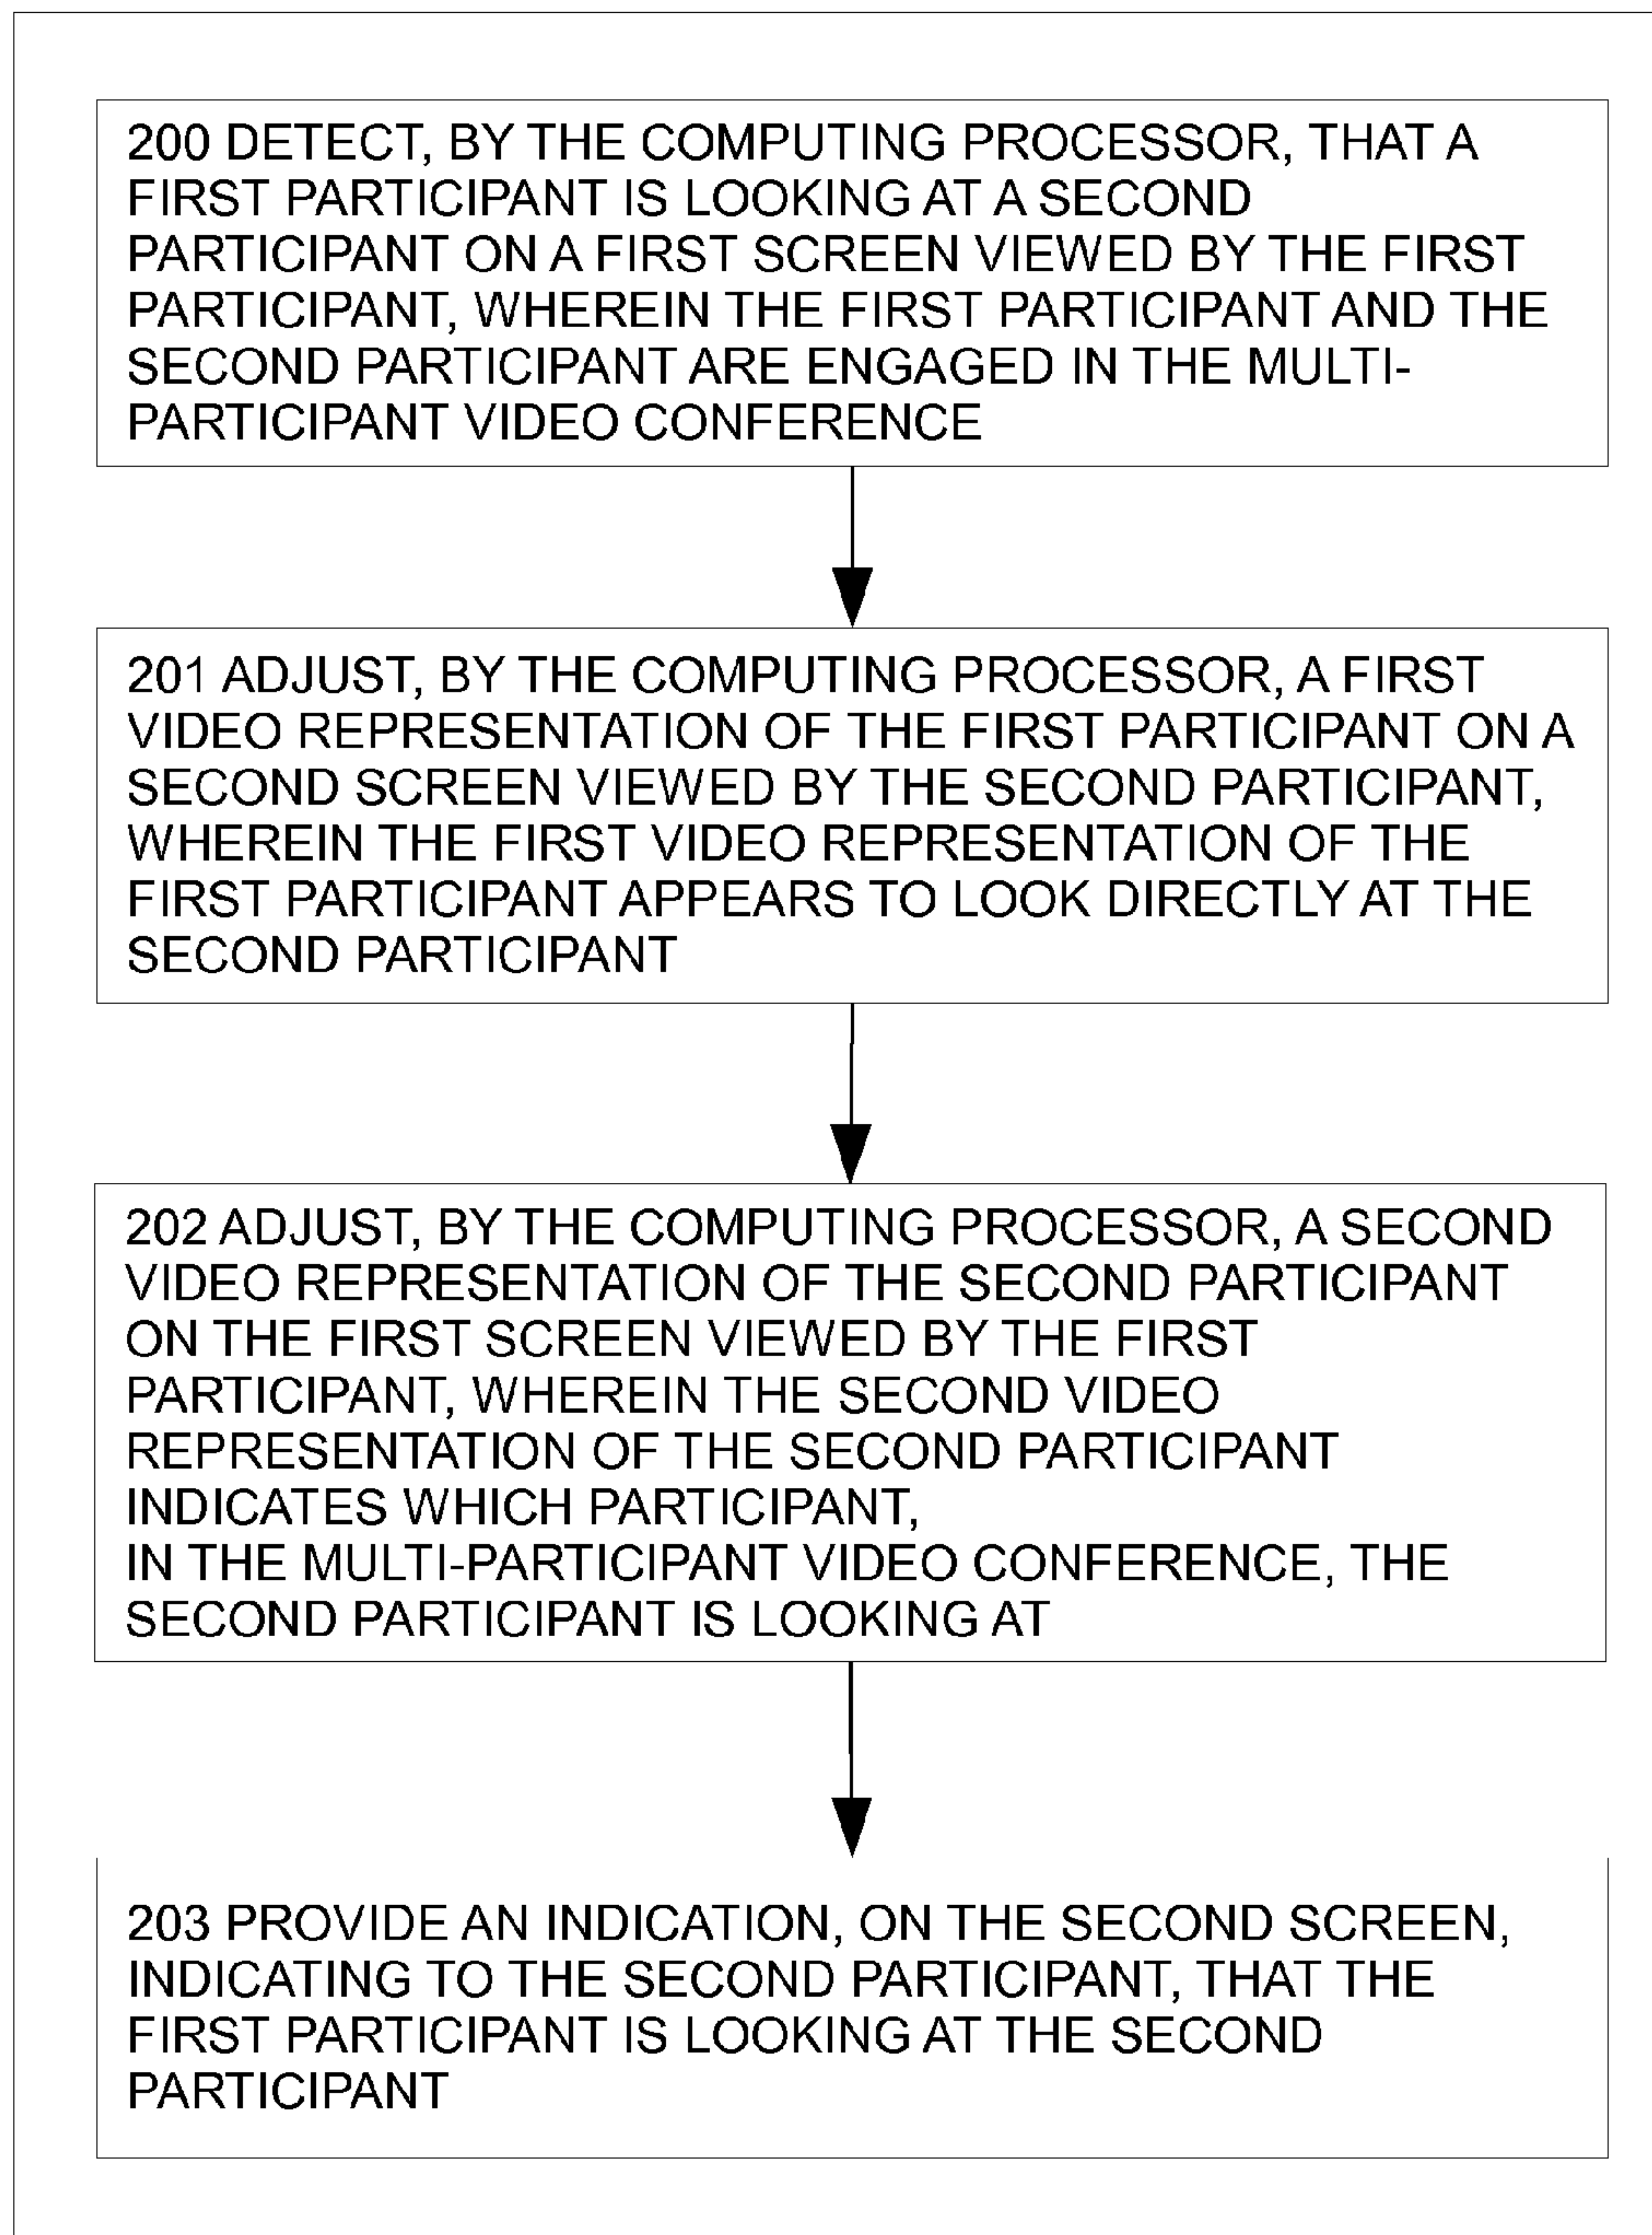 200 DETECT, BY THE COMPUTING PROCESSOR, THAT A
FIRST PARTICIPANT IS LOOKING AT A SECOND
PARTICIPANT ON A FIRST SCREEN VIEWED BY THE FIRST
PARTICIPANT, WHEREIN THE FIRST PARTICIPANT AND THE
SECOND PARTICIPANT ARE ENGAGED IN THE MULTI-
PARTICIPANT VIDEO CONFERENCE
201 ADJUST, BY THE COMPUTING PROCESSOR, A FIRST
VIDEO REPRESENTATION OF THE FIRST PARTICIPANT ON A
SECOND SCREEN VIEWED BY THE SECOND PARTICIPANT,
WHEREIN THE FIRST VIDEO REPRESENTATION OF THE
FIRST PARTICIPANT APPEARS TO LOOK DIRECTLY AT THE
SECOND PARTICIPANT
202 ADJUST, BY THE COMPUTING PROCESSOR, A SECOND
VIDEO REPRESENTATION OF THE SECOND PARTICIPANT
ON THE FIRST SCREEN VIEWED BY THE FIRST
PARTICIPANT, WHEREIN THE SECOND VIDEO
REPRESENTATION OF THE SECOND PARTICIPANT
INDICATES WHICH PARTICIPANT,
IN THE MULTI-PARTICIPANT VIDEO CONFERENCE, THE
SECOND PARTICIPANT IS LOOKING AT
203 PROVIDE AN INDICATION, ON THE SECOND SCREEN,
INDICATING TO THE SECOND PARTICIPANT, THAT THE
FIRST PARTICIPANT IS LOOKING AT THE SECOND
PARTICIPANT